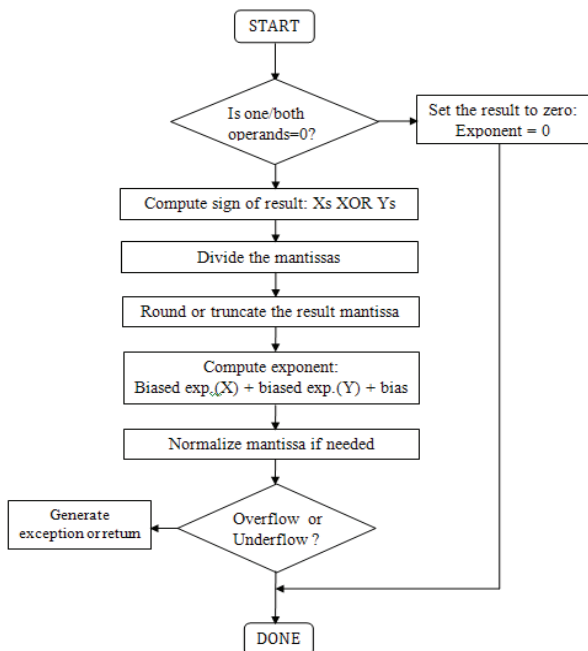 START
Is one/both
operands=0?
Set the result to zero:
Exponent = 0
Compute sign of result: Xs XOR Ys
Divide the mantissas
Round or truncate the result mantissa
Compute exponent:
Biased exp.(X) + biased exp.(Y) + bias
Normalize mantissa if needed
Generate
exception or return
Overflow or
Underflow ?
DONE